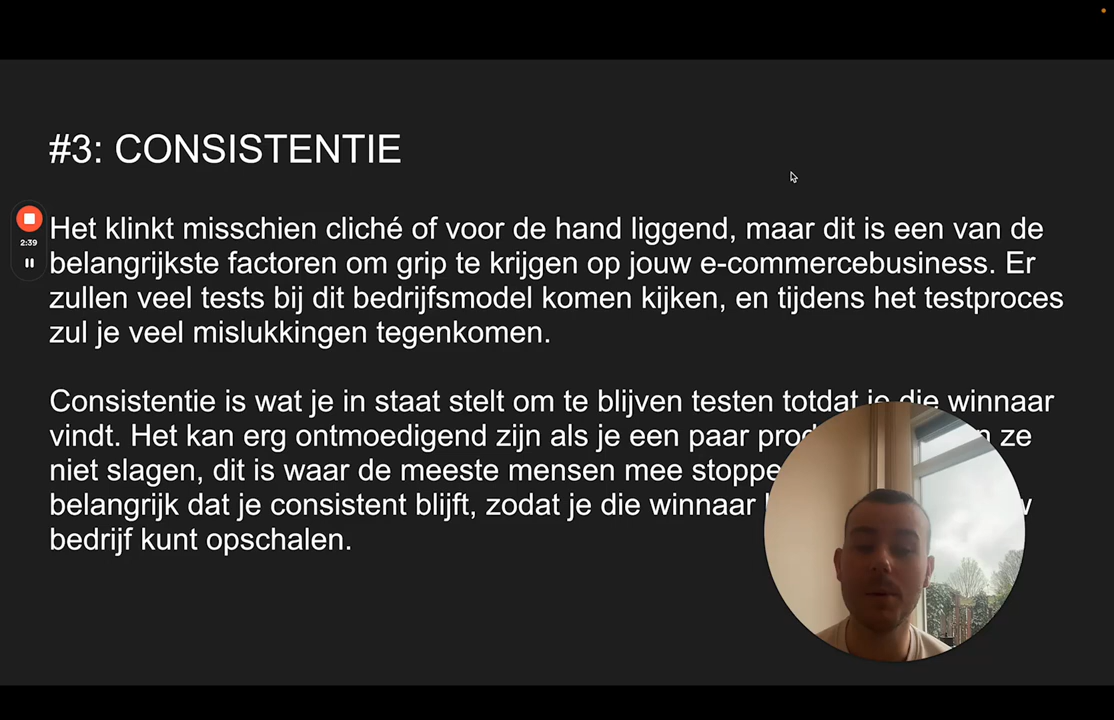 #3: CONSISTENTIE
Het klinkt misschien cliché of voor de hand liggend, maar dit is een van de
2:39
belangrijkste factoren om grip te krijgen op jouw e-commercebusiness. Er
zullen veel tests bij dit bedrijfsmodel komen kijken, en tijdens het testproces
zul je veel mislukkingen tegenkomen.
Consistentie is wat je in staat stelt om te blijven testen totdat je die winnaar
vindt. Het kan erg ontmoedigend zijn als je een paar ze
niet slagen, dit is waar de meeste mensen mee
belangrijk dat je consistent blijft, zodat je die winnaar
bedrijf kunt opschalen.